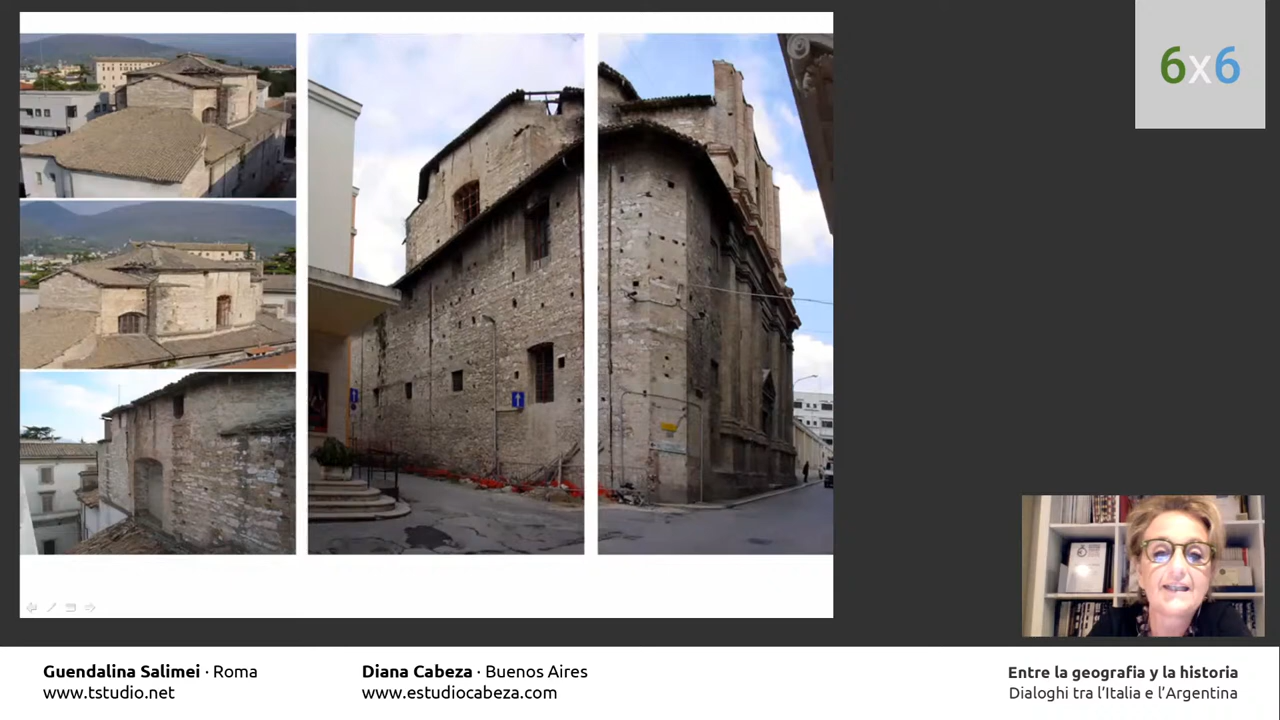 6x6
Guendalina Salimei · Roma
www.tstudio.net
Diana Cabeza · Buenos Aires
www.estudiocabeza.com
Entre la geografia y la historia
Dialoghi tra l'Italia e l'Argentina